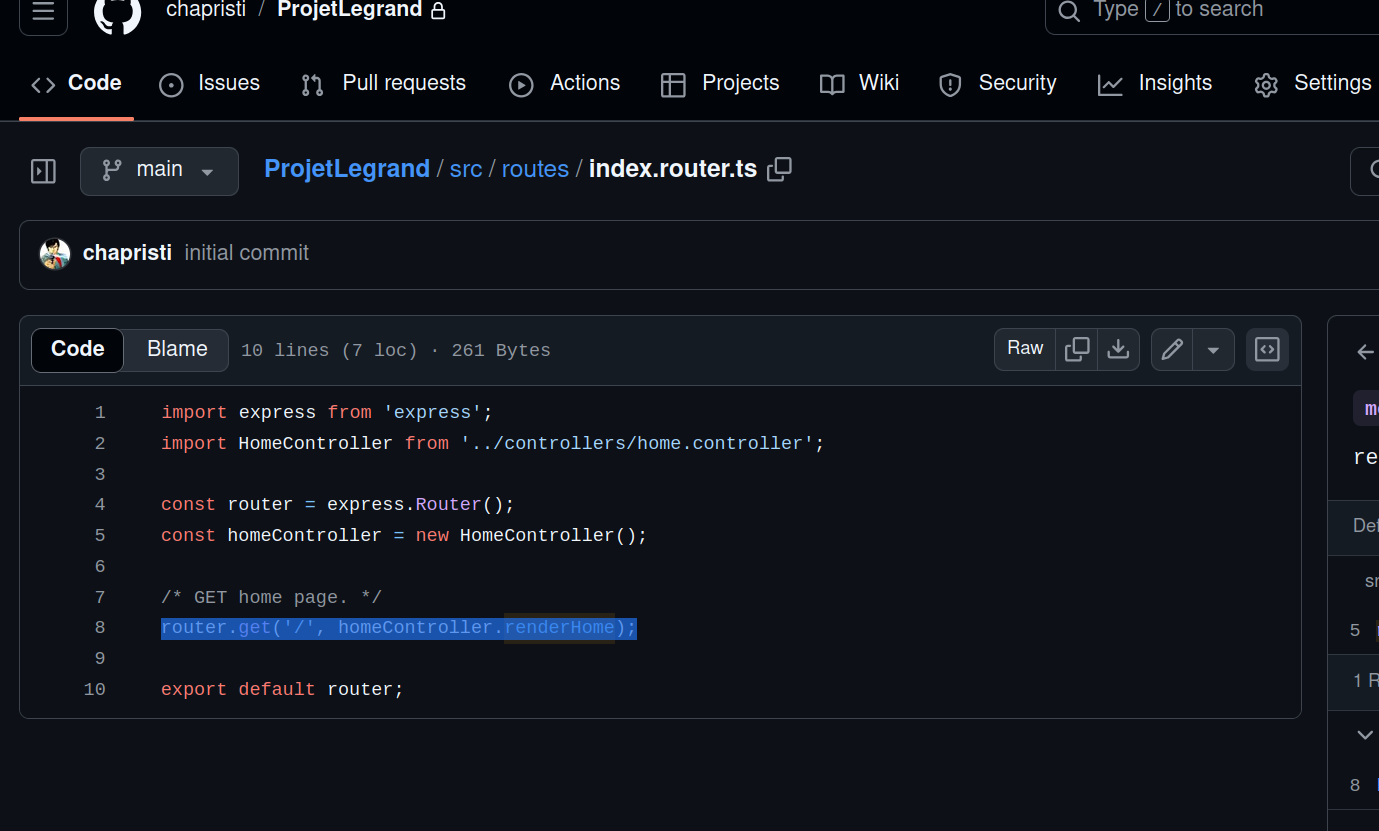 chapristi / ProjetLegrand
Type / to search
Code Issues Pull requests Actions Projects Wiki Security Insights Settings
main ProjetLegrand / src / routes / index.router.ts
chapristi initial commit
Code Blame 10 lines (7 loc) · 261 Bytes Raw
1 import express from 'express';
2 import HomeController from '../controllers/home.controller';
3
4 const router = express.Router();
5 const homeController = new HomeController();
6
7 /* GET home page. */
8 router.get('/', homeController.renderHome);
9
10 export default router;
re
5
1 R
8